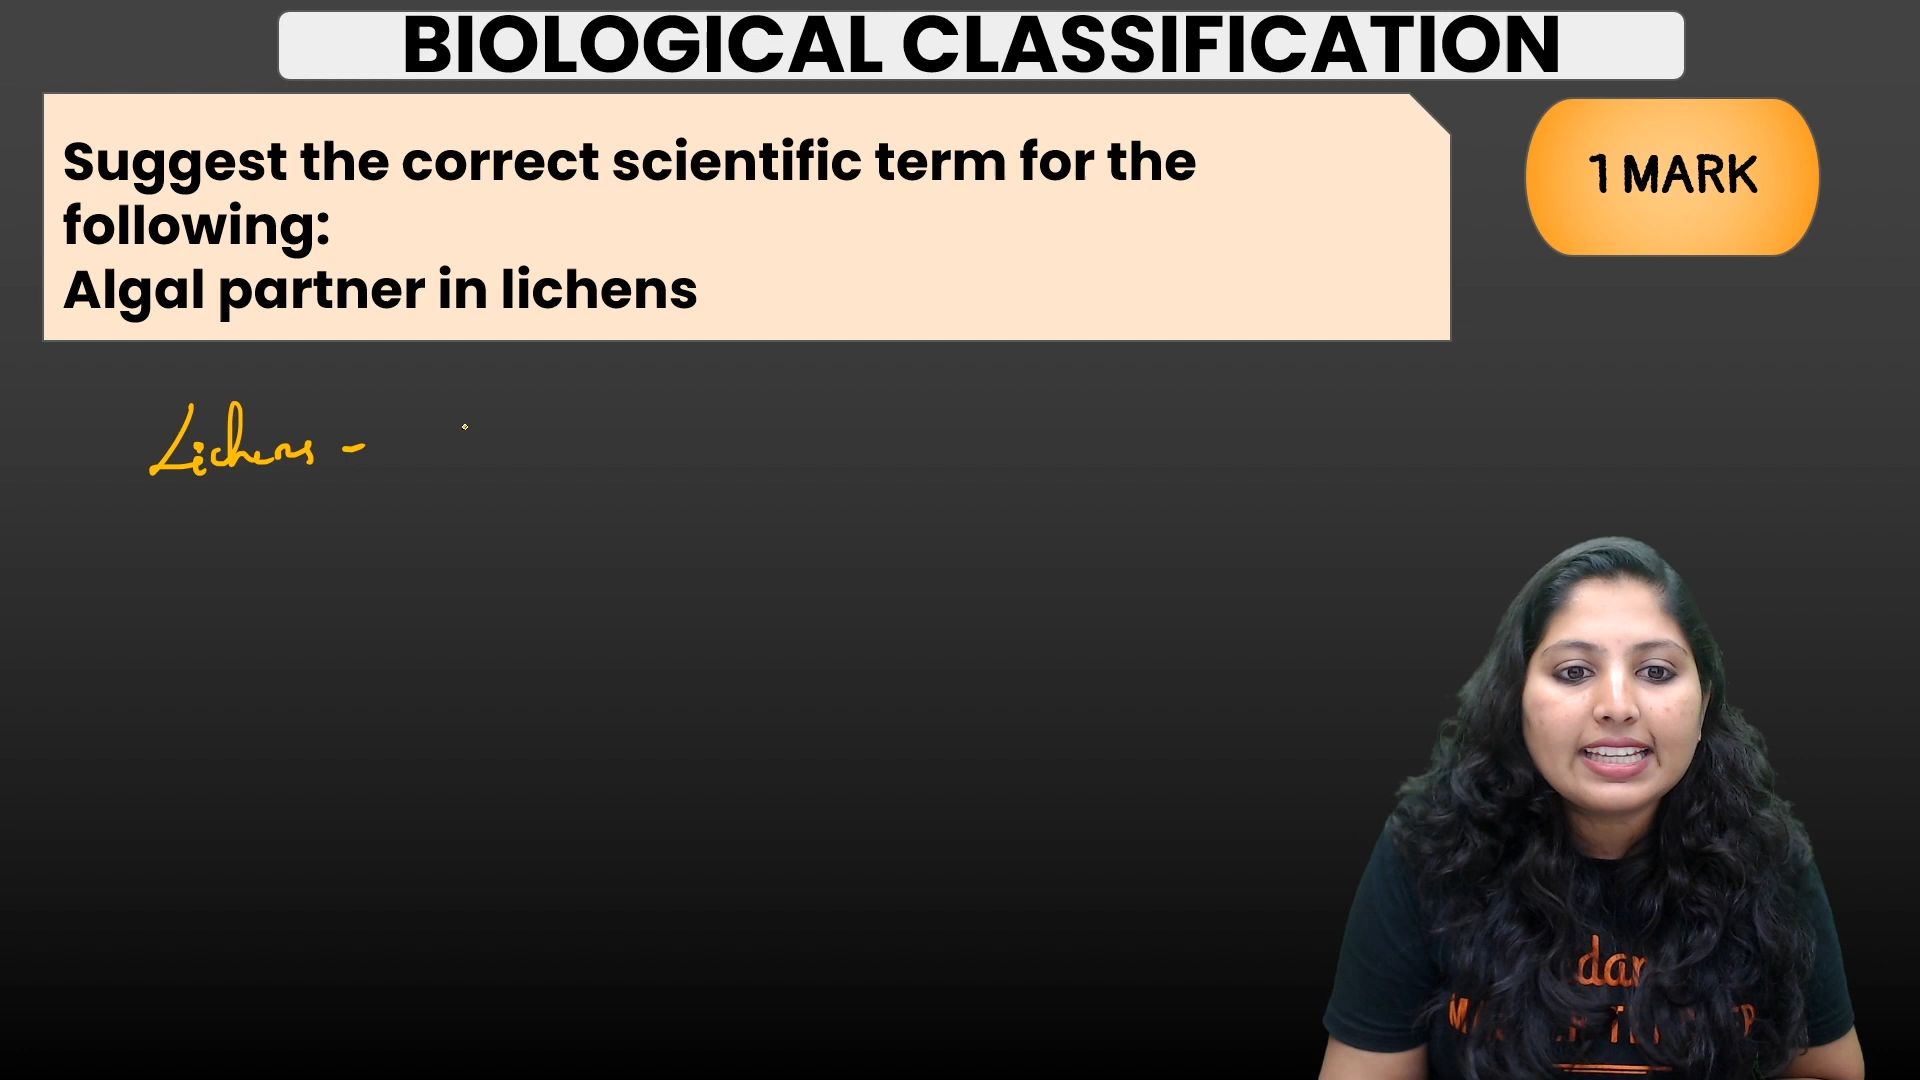 BIOLOGICAL CLASSIFICATION
Suggest the correct scientific term for the
following:
Algal partner in lichens
1 MARK
Lichens -